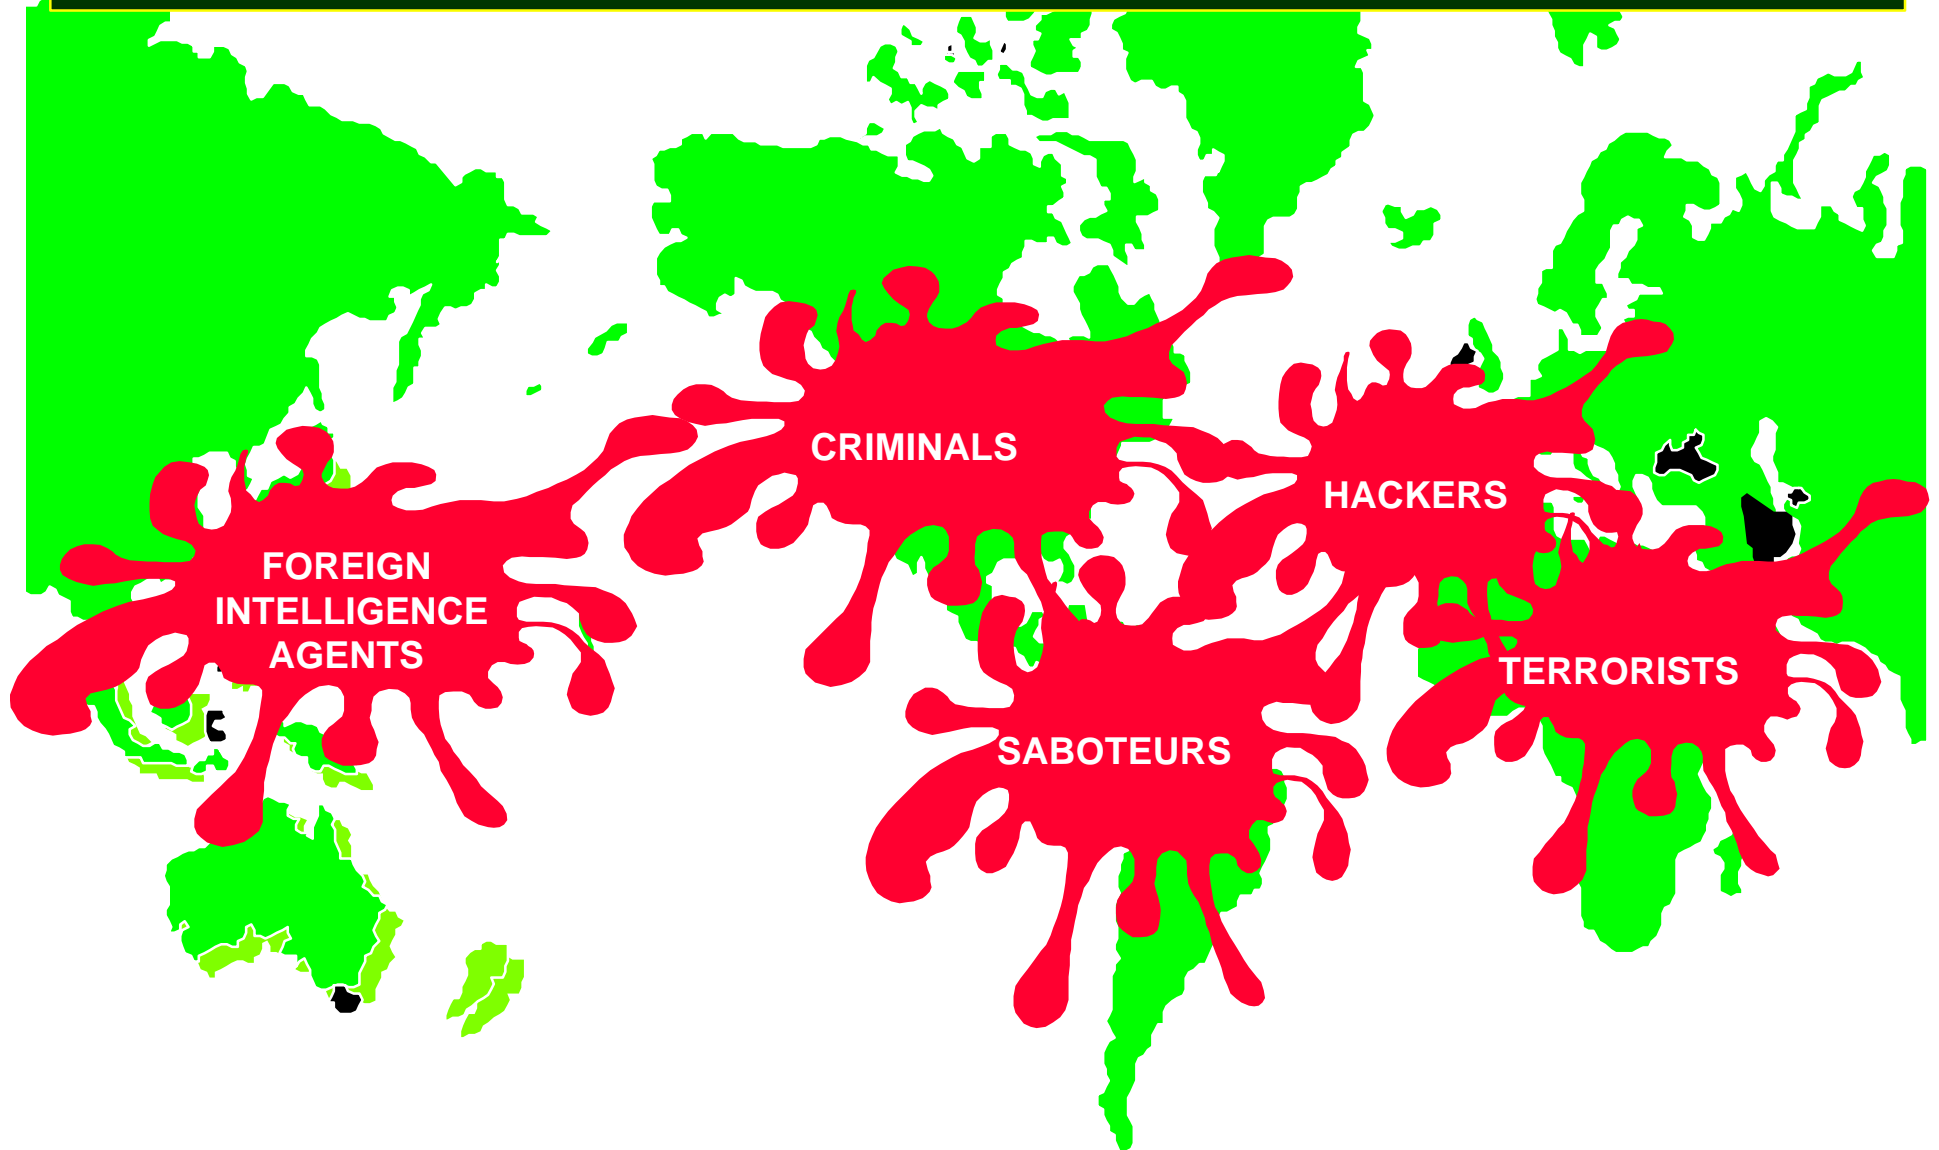 CRIMINALS
HACKERS
FOREIGN
INTELLIGENCE
AGENTS
TERRORISTS
SABOTEURS